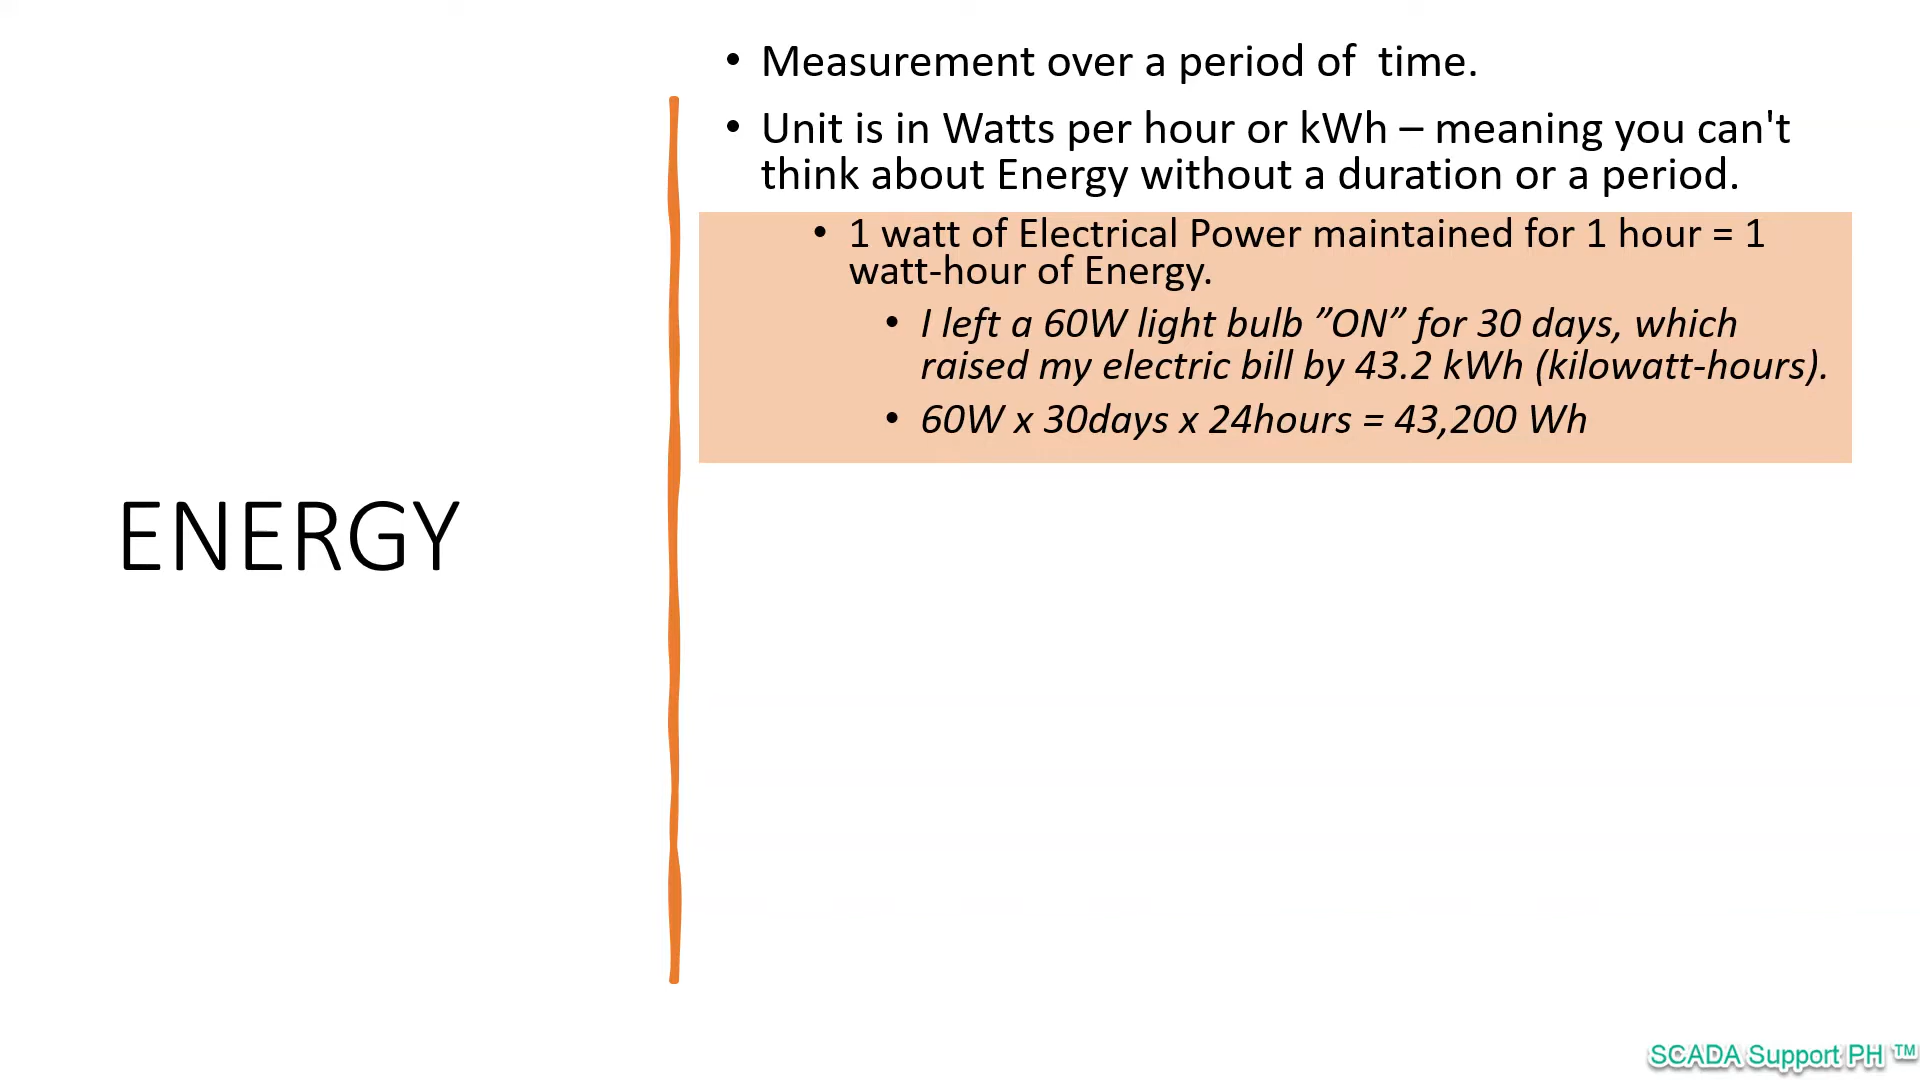 • Measurement over a period of  time.
• Unit is in Watts per hour or kWh – meaning you can't
think about Energy without a duration or a period.
• 1 watt of Electrical Power maintained for 1 hour = 1
watt-hour of Energy.
• I left a 60W light bulb ”ON” for 30 days, which
raised my electric bill by 43.2 kWh (kilowatt-hours).
• 60W x 30days x 24hours = 43,200 Wh
ENERGY
SCADA Support PH ™